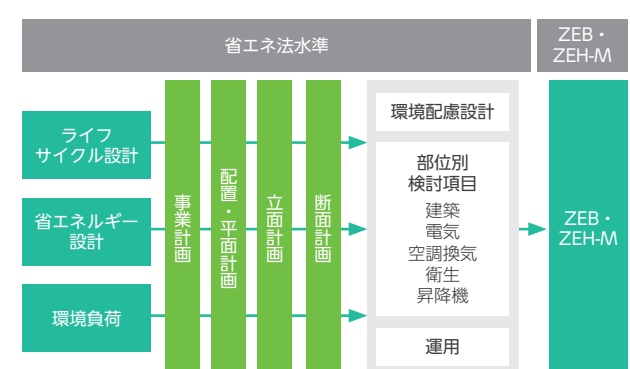 省エネ法水準
ZEB・
ZEH-M
ライフ
サイクル設計
省エネルギー
設計
環境負荷
事業計画
配置・平面計画
立面計画
断面計画
環境配慮設計
部位別
検討項目
建築
電気
空調換気
衛生
昇降機
運用
ZEB・
ZEH-M